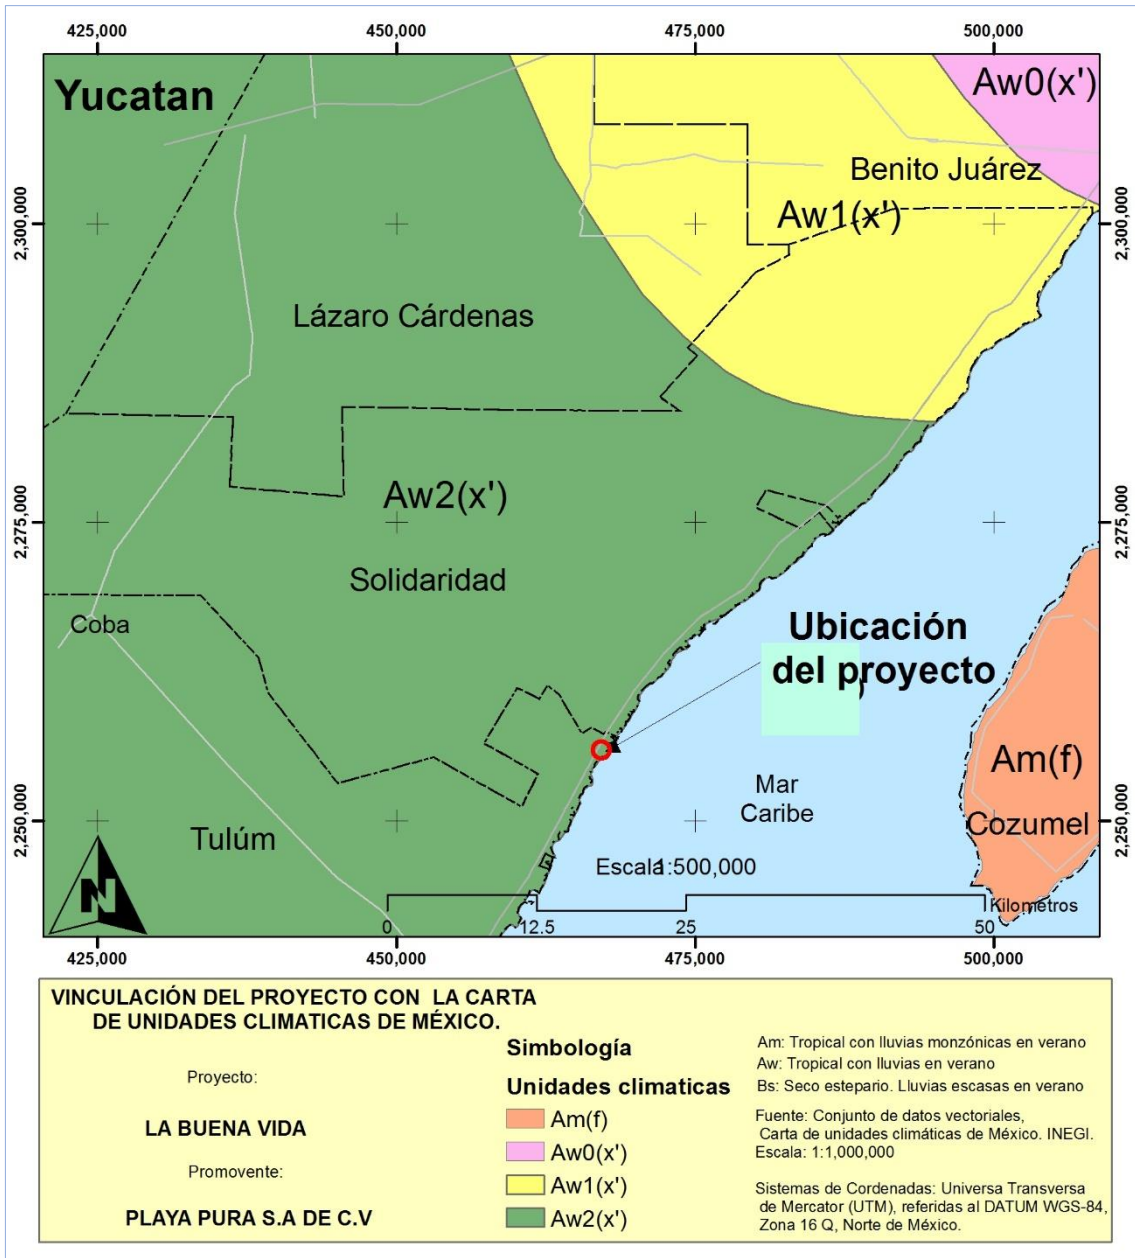 425,000
450,000
475,000
500,000
Yucatan
Aw0(x')
Benito Juárez
Aw1(x')
2,300,000
2,300,000
Lázaro Cárdenas
Aw2(x')
2,275,000
2,275,000
Solidaridad
Coba
Ubicación
del proyecto
Am(f)
Mar
Caribe
2,250,000
2,250,000
Cozumel
Tulúm
Escala 1:500,000
N
Kilometros
0
12.5
25
50
425,000
450,000
475,000
500,000
VINCULACIÓN DEL PROYECTO CON LA CARTA
DE UNIDADES CLIMATICAS DE MÉXICO.
Proyecto:
LA BUENA VIDA
Promovente:
PLAYA PURA S.A DE C.V
Simbología
Unidades climaticas
Am(f)
Aw0(x')
Aw1(x')
Aw2(x')
Am: Tropical con lluvias monzónicas en verano
Aw: Tropical con lluvias en verano
Bs: Seco estepario. Lluvias escasas en verano
Fuente: Conjunto de datos vectoriales,
Carta de unidades climáticas de México. INEGI.
Escala: 1:1,000,000
Sistemas de Cordenadas: Universa Transversa
de Mercator (UTM), referidas al DATUM WGS-84,
Zona 16 Q, Norte de México.